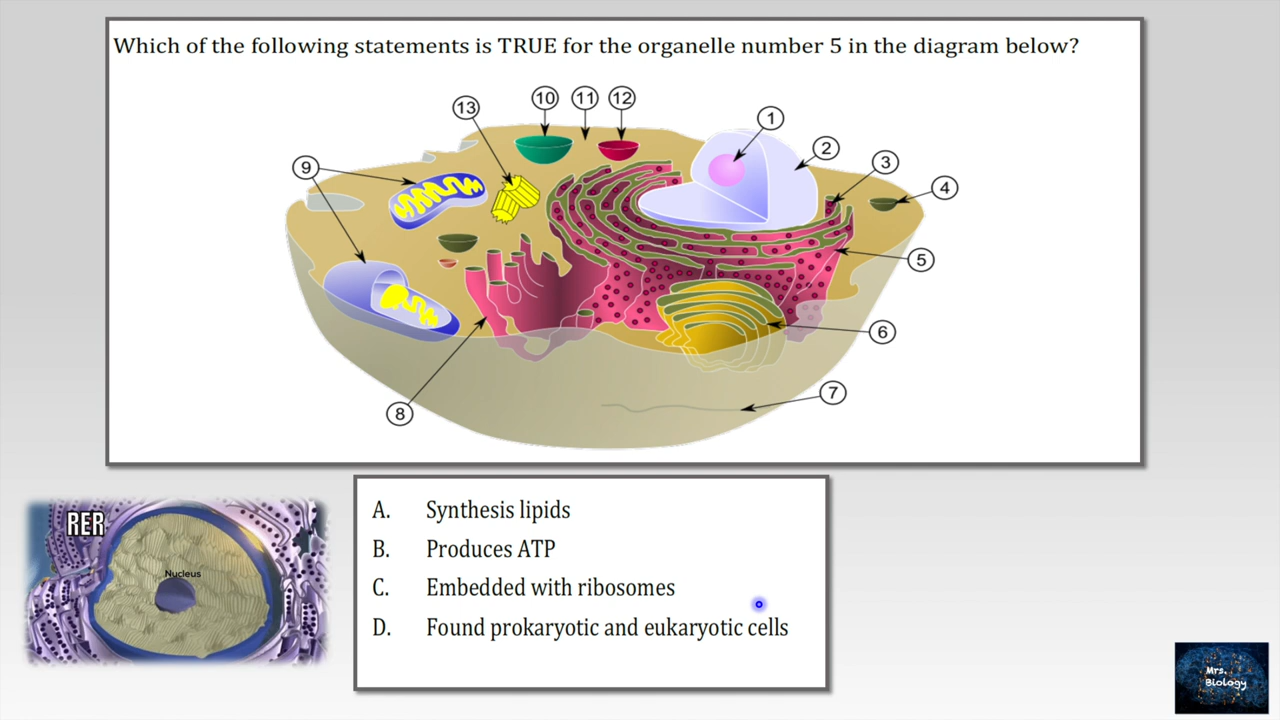 Which of the following statements is TRUE for the organelle number 5 in the diagram below?
10 11 12
13
1
2
3
9
4
5
6
7
8
RER
Nucleus
A. Synthesis lipids
B. Produces ATP
C. Embedded with ribosomes
D. Found prokaryotic and eukaryotic cells
Mrs.
Biology